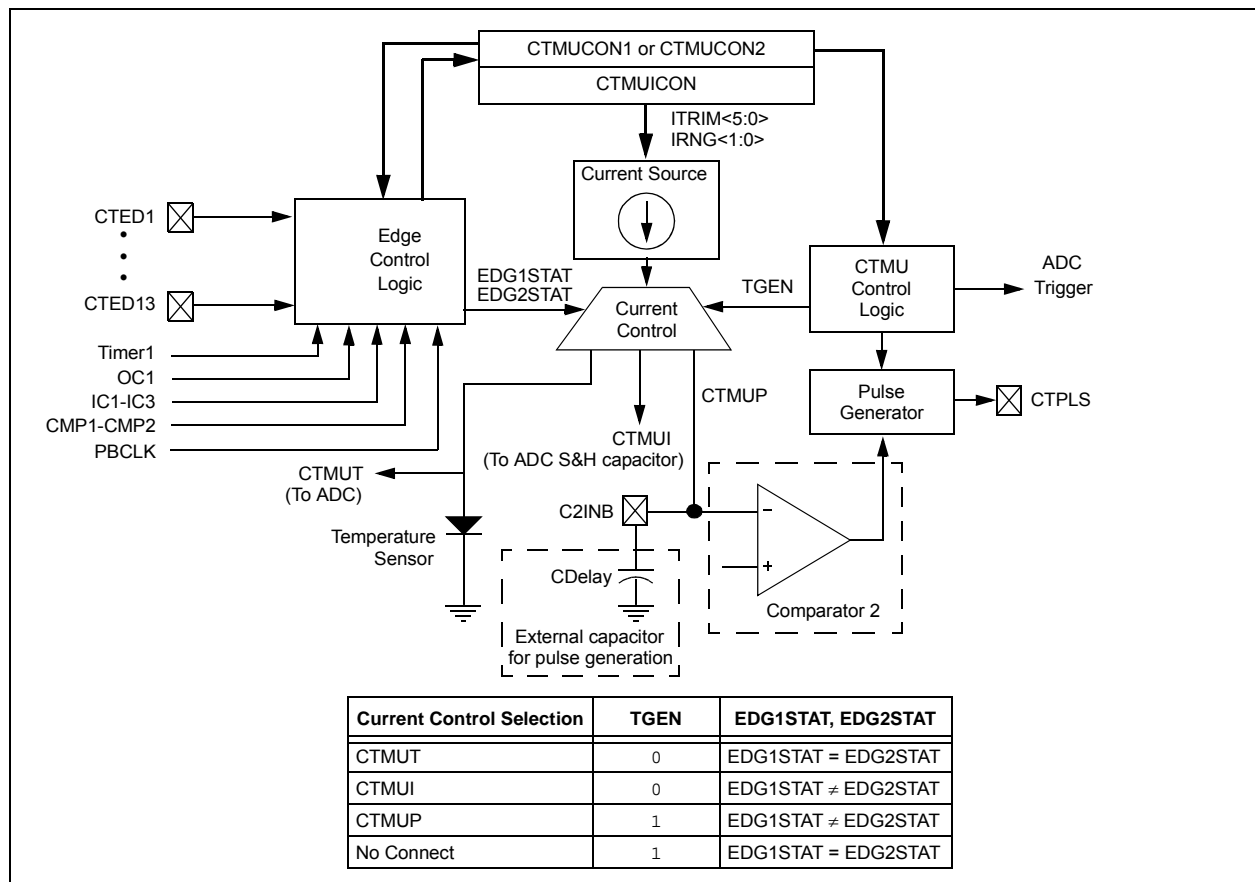 CTMUCON1 or CTMUCON2
CTMUICON
ITRIM<5:0>
IRNG<1:0>
Current Source
CTED1
CTED13
Edge
Control
Logic
EDG1STAT
EDG2STAT
Current
Control
TGEN
CTMU
Control
Logic
ADC
Trigger
Timer1
OC1
IC1-IC3
CMP1-CMP2
PBCLK
CTMUT
(To ADC)
CTMUI
(To ADC S&H capacitor)
CTMUP
Pulse
Generator
CTPLS
C2INB
Temperature
Sensor
CDelay
External capacitor
for pulse generation
−
+
Comparator 2
Current Control Selection TGEN EDG1STAT, EDG2STAT
CTMUT 0 EDG1STAT = EDG2STAT
CTMUI 0 EDG1STAT ≠ EDG2STAT
CTMUP 1 EDG1STAT ≠ EDG2STAT
No Connect 1 EDG1STAT = EDG2STAT